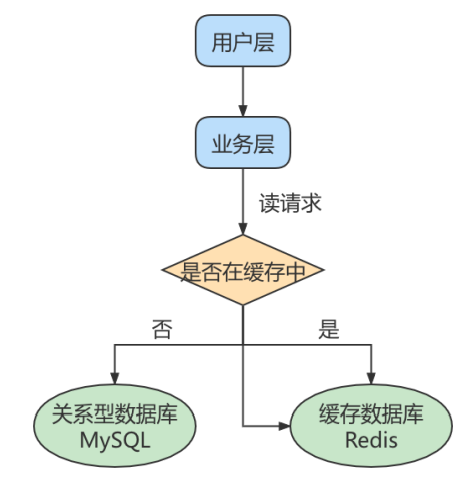 用户层
业务层
读请求
是否在缓存中
否
是
关系型数据库
MySQL
缓存数据库
Redis